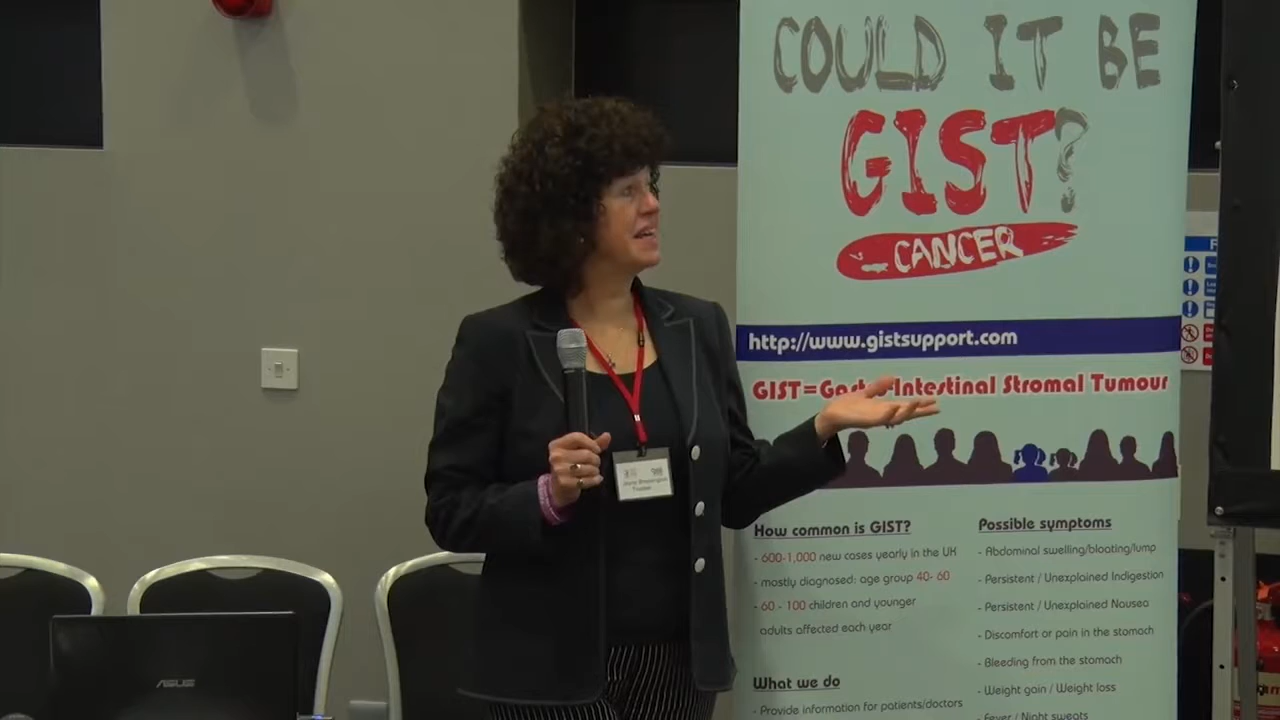 COULD IT BE
GIST?
CANCER
http://www.gistsupport.com
GIST=Gastro-Intestinal Stromal Tumour
How common is GIST?
- 600-1,000 new cases yearly in the UK
- mostly diagnosed: age group 40- 60
- 60 - 100 children and younger
adults affected each year
What we do
- Provide information for patients/doctors
Possible symptoms
- Abdominal swelling/bloating/lump
- Persistent / Unexplained Indigestion
- Persistent / Unexplained Nausea
- Discomfort or pain in the stomach
- Bleeding from the stomach
- Weight gain / Weight loss
- Fever / Night sweats
Trustee
ASUS